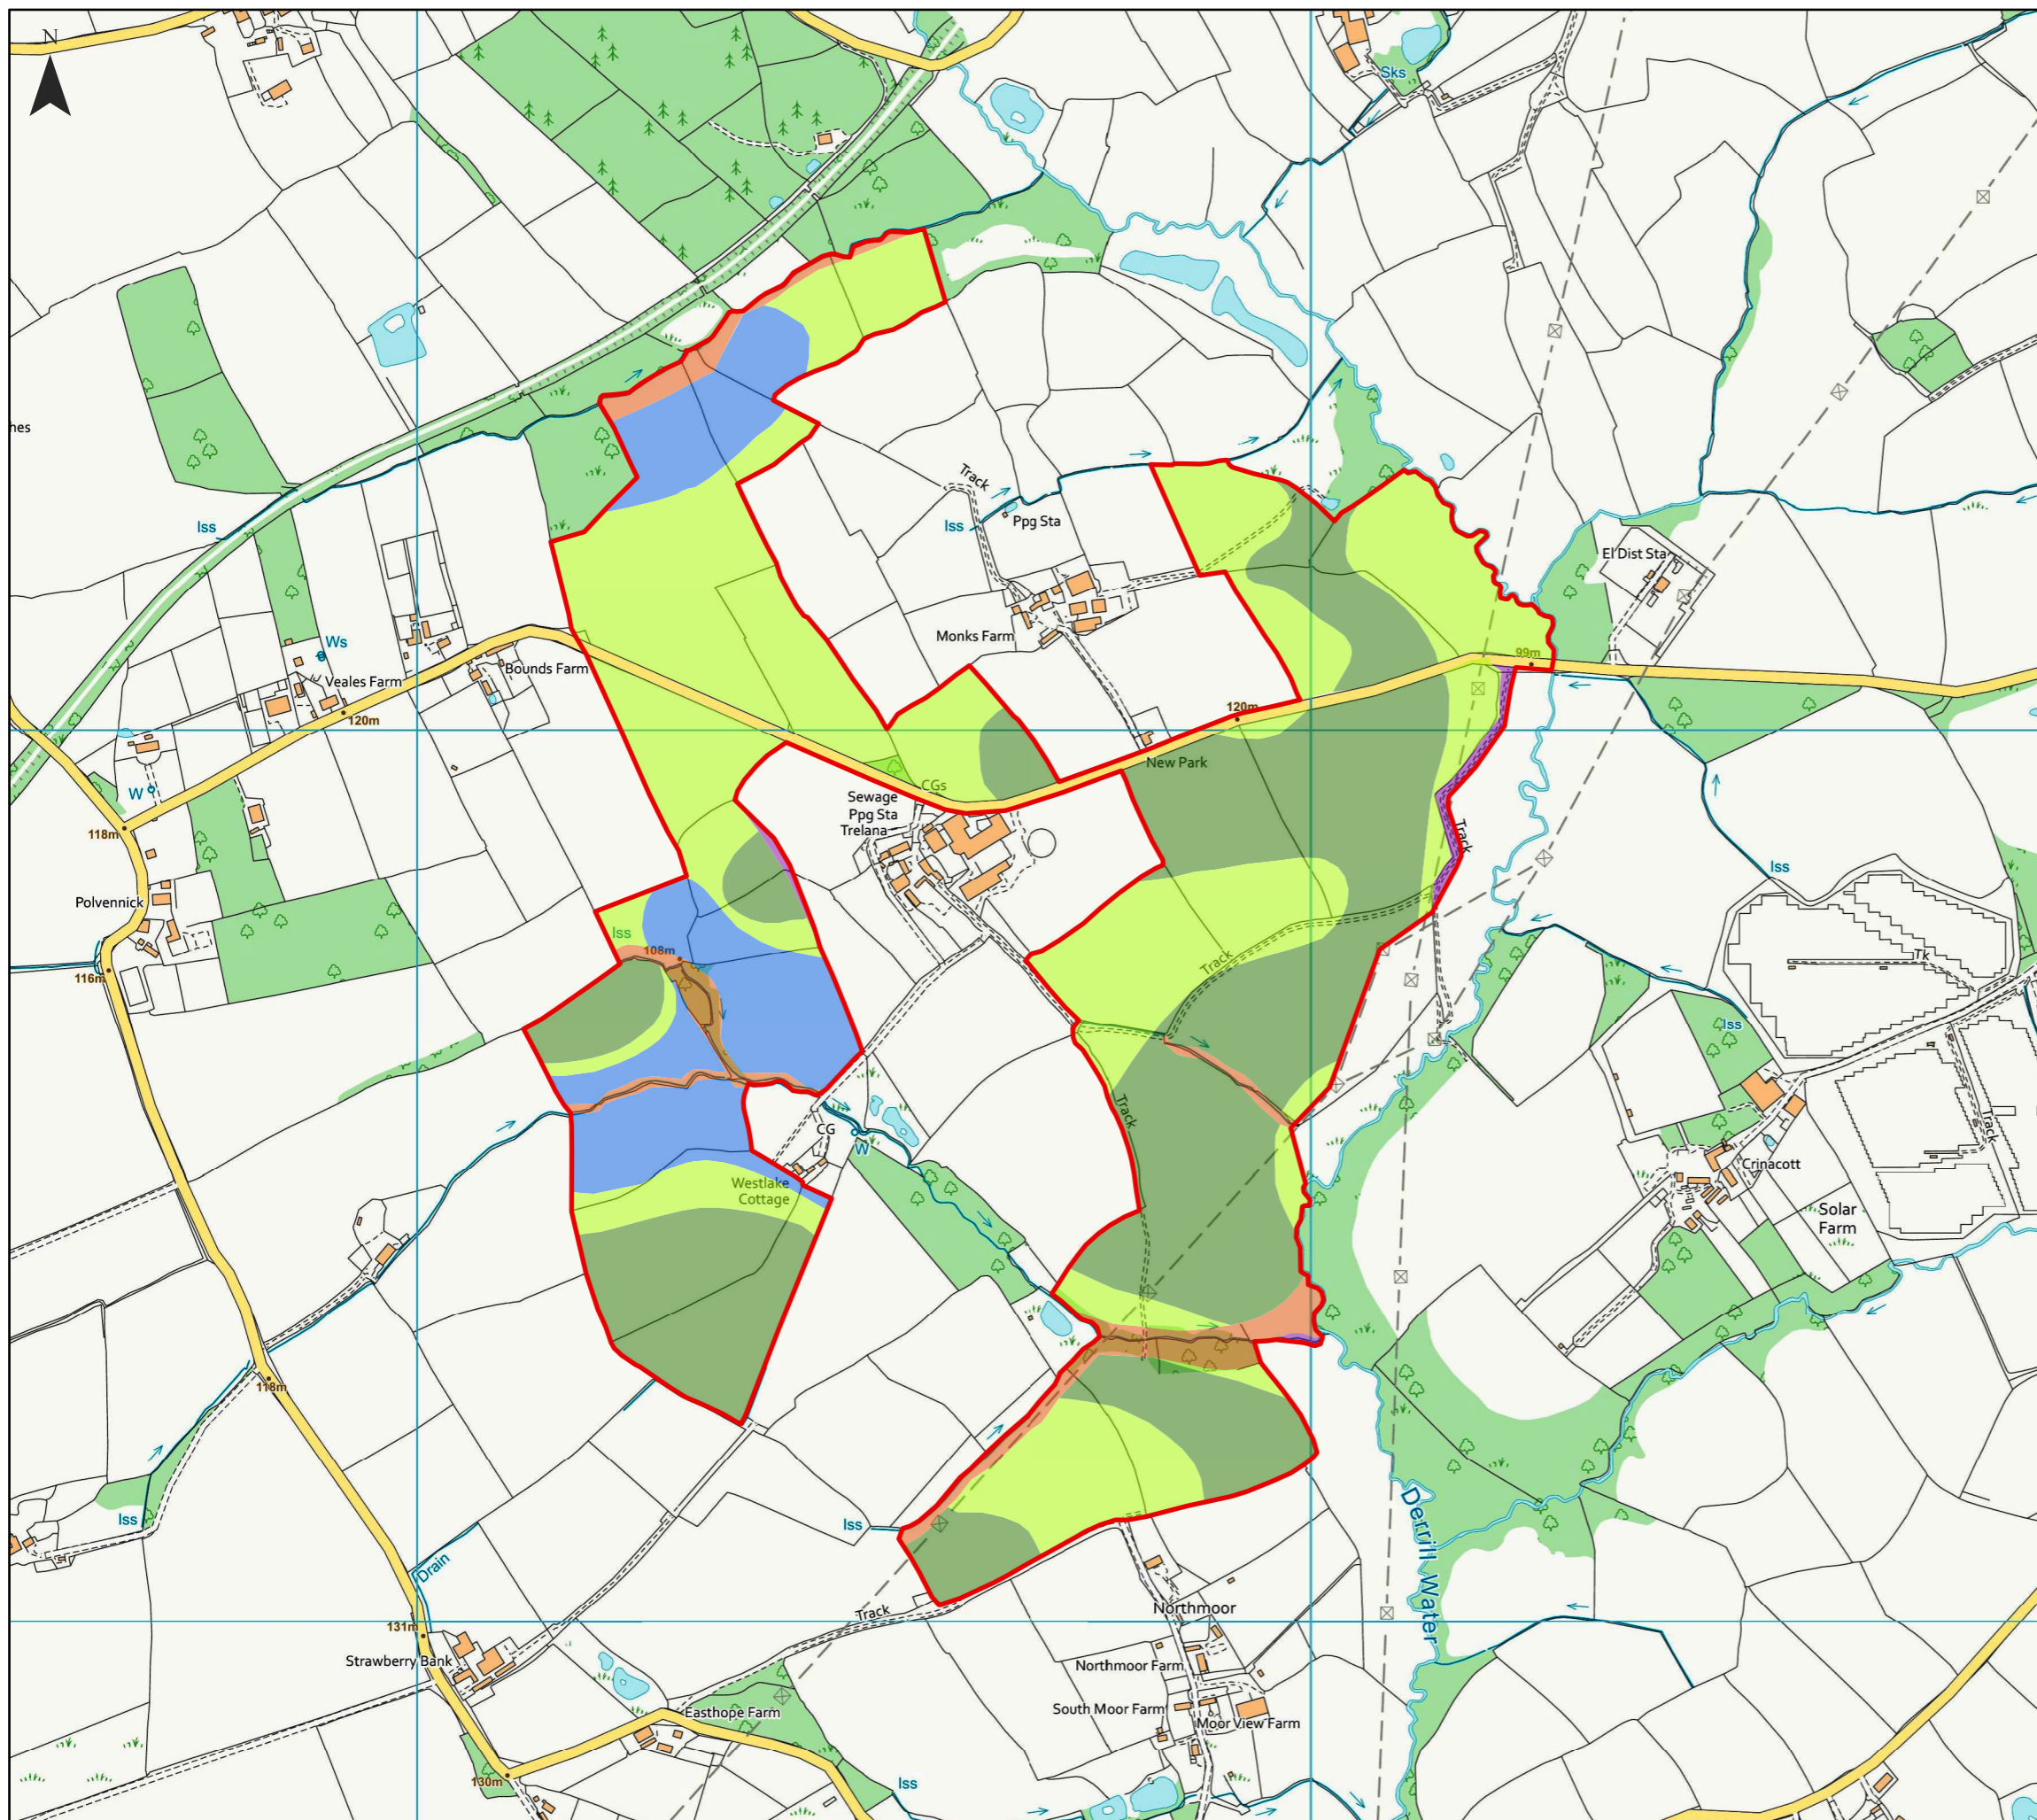 N
Sks
hes
Iss
Track
Iss
Ppg Sta
El Dist Sta
Ws
Monks Farm
Bounds Farm
Veales Farm
99m
120m
120m
New Park
W
CGs
118m
Sewage
Ppg Sta
Trelana
Track
Iss
Polvennick
Iss
108m
Track
Tk
116m
Iss
Track
CG
W
Track
Crinacott
Westlake
Cottage
Solar
Farm
118m
Iss
Iss
Derrill Water
Drain
Track
Northmoor
131m
Strawberry Bank
Northmoor Farm
Easthope Farm
South Moor Farm
Moor View Farm
130m
Iss